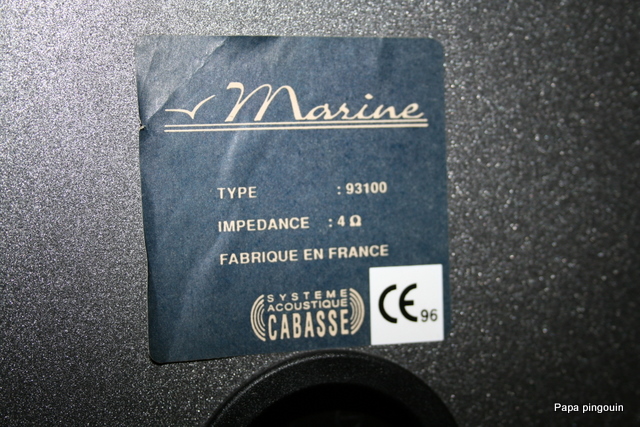 Marine
TYPE : 93100
IMPEDANCE : 4 Ω
FABRIQUE EN FRANCE
SYSTEME
ACOUSTIQUE
CABASSE
CE 96
Papa pingouin